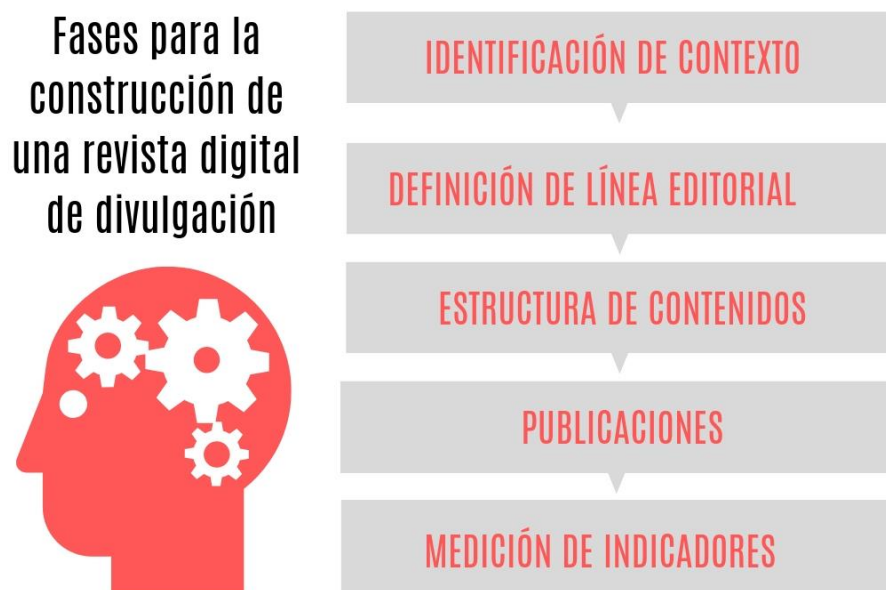 Fases para la
construcción de
una revista digital
de divulgación
IDENTIFICACIÓN DE CONTEXTO
DEFINICIÓN DE LÍNEA EDITORIAL
ESTRUCTURA DE CONTENIDOS
PUBLICACIONES
MEDICIÓN DE INDICADORES